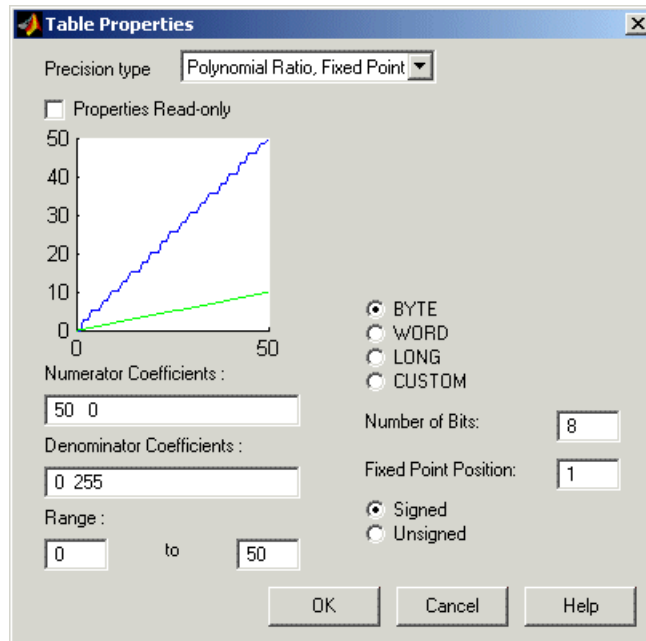 Table Properties
Precision type
Polynomial Ratio, Fixed Point
Properties Read-only
50
40
30
20
10
0
0
50
BYTE
WORD
LONG
CUSTOM
Numerator Coefficients :
50 0
Number of Bits:
8
Denominator Coefficients :
0 255
Fixed Point Position:
1
Range :
0
to
50
Signed
Unsigned
OK
Cancel
Help